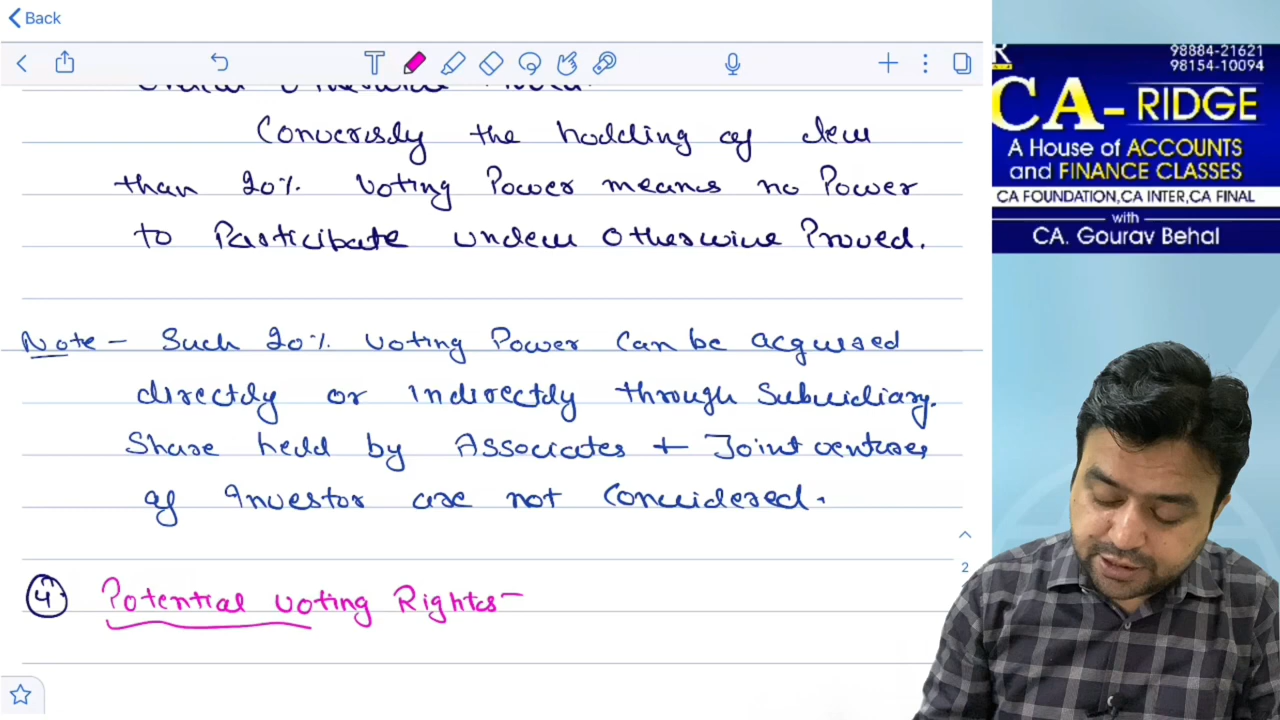 Back
Conversely the holding of less
than 20% Voting Power means no Power
to Participate unless Otherwise Proved.
Note - Such 20% Voting Power can be acquired
directly or indirectly through Subsidiary.
Share held by Associates + Joint ventures
of Investor are not Considered.
2
4 Potential Voting Rights-
R
98884-21621
98154-10094
CA- RIDGE
A House of ACCOUNTS
and FINANCE CLASSES
CA FOUNDATION,CA INTER,CA FINAL
with
CA. Gourav Behal